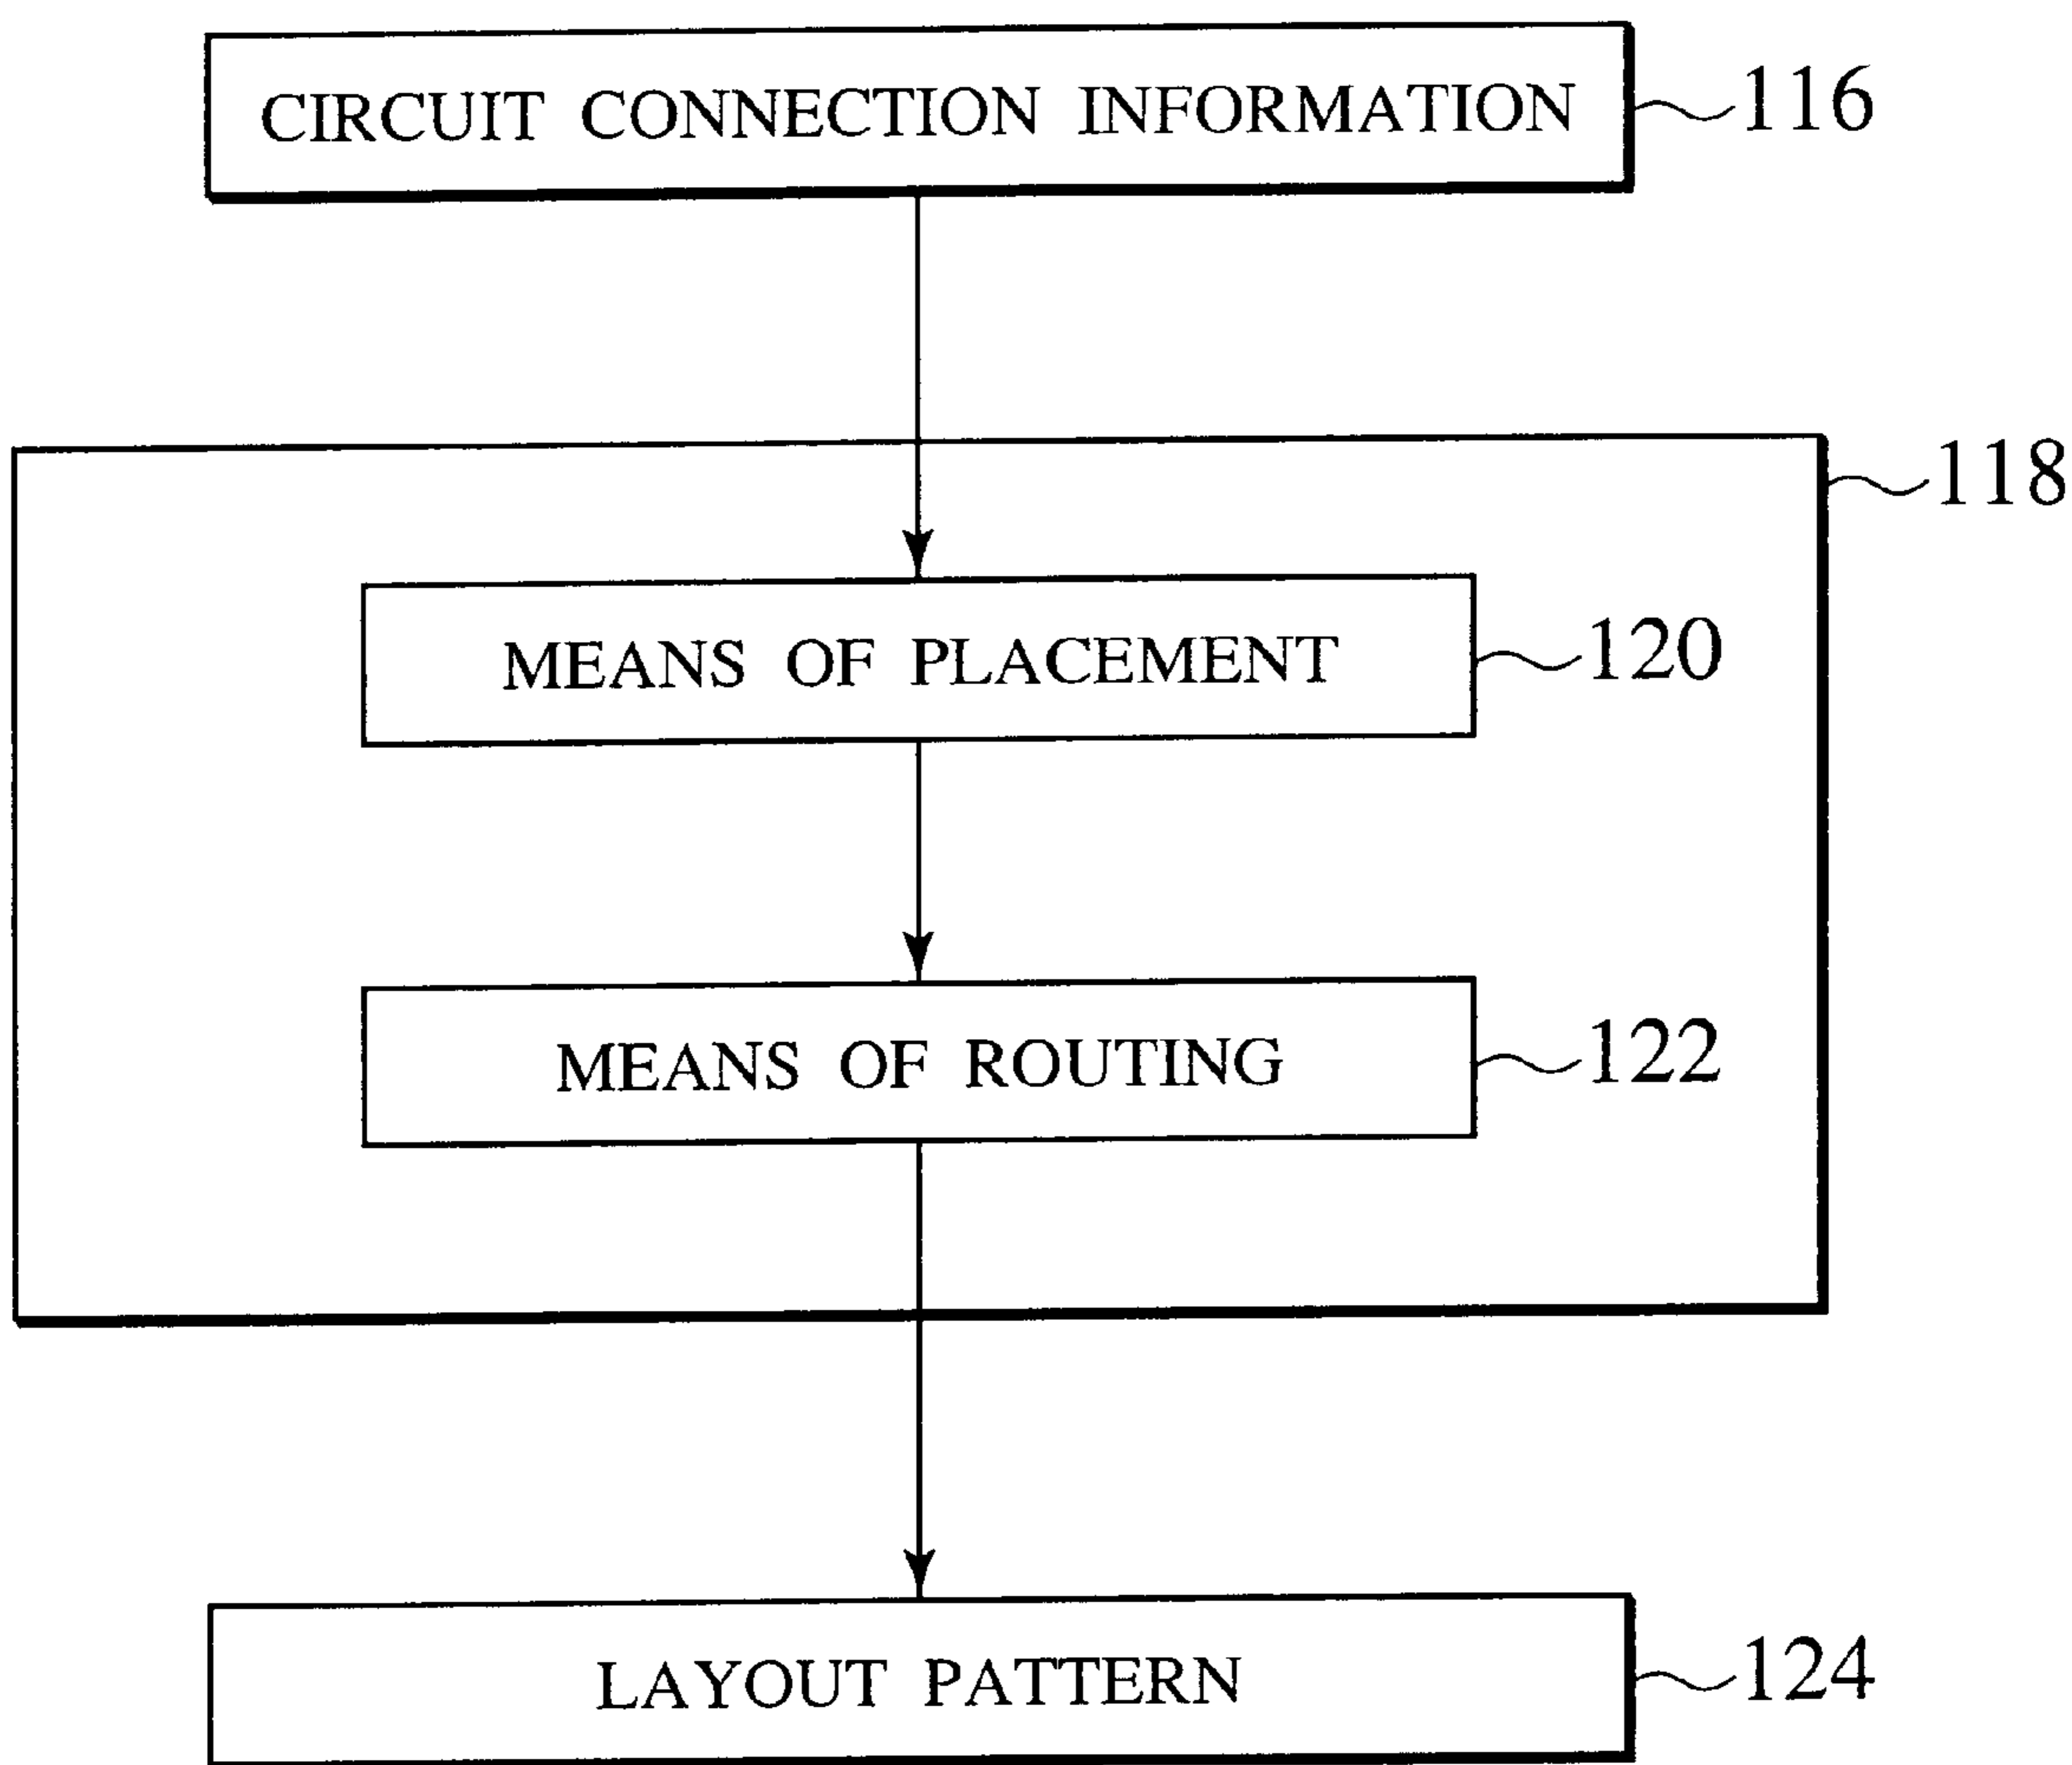 CIRCUIT CONNECTION INFORMATION 116
118
MEANS OF PLACEMENT 120
MEANS OF ROUTING 122
LAYOUT PATTERN 124